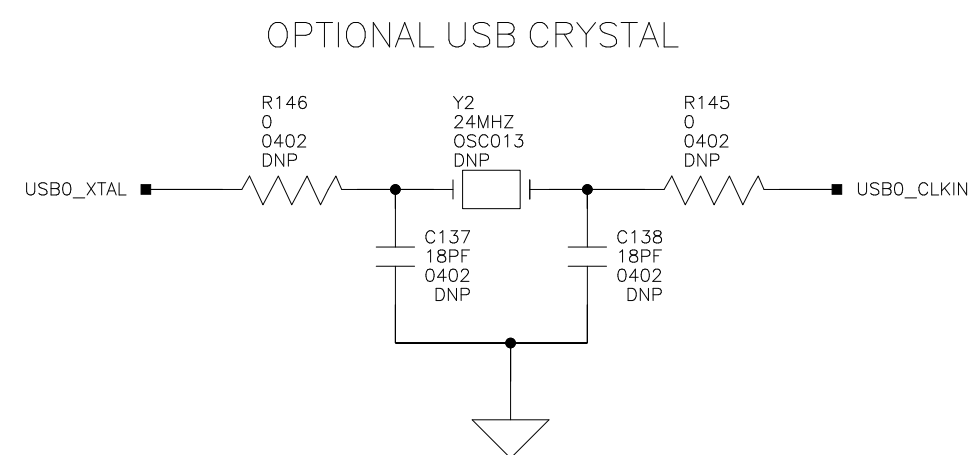 OPTIONAL USB CRYSTAL
R146
0
0402
DNP
Y2
24MHZ
OSC013
DNP
R145
0
0402
DNP
USB0_XTAL
USB0_CLKIN
C137
18PF
0402
DNP
C138
18PF
0402
DNP